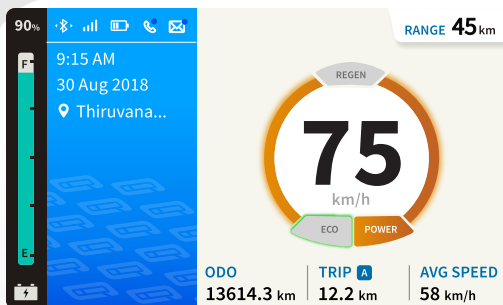 90%
F
E
9:15 AM
30 Aug 2018
Thiruvana...
RANGE 45 km
REGEN
75
km/h
ECO
POWER
ODO
13614.3 km
TRIP A
12.2 km
AVG SPEED
58 km/h